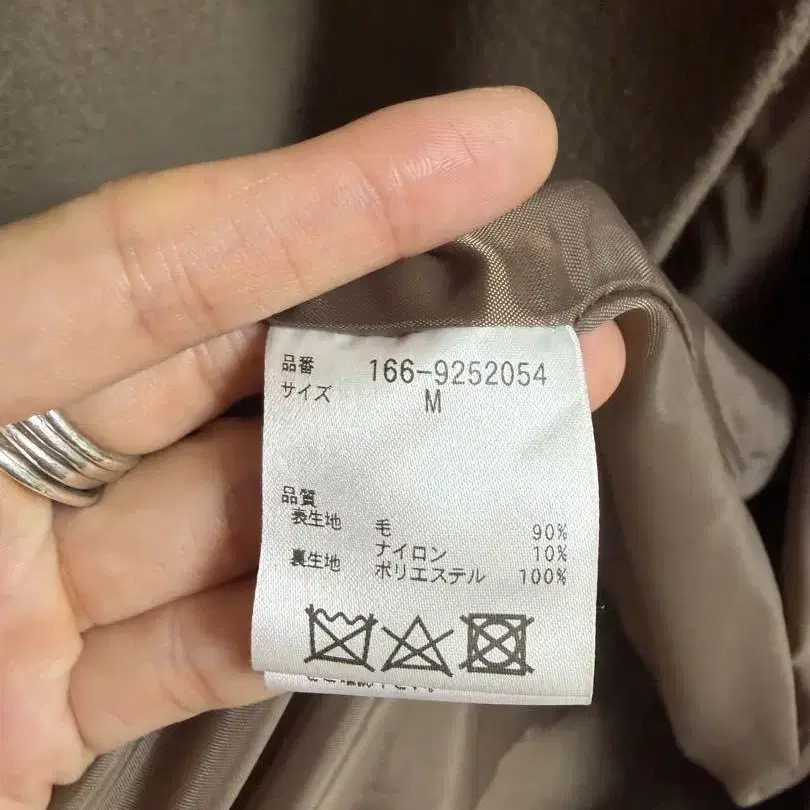 品番 166-9252054
サイズ M
品質
表生地 毛 90%
ナイロン 10%
裏生地 ポリエステル 100%